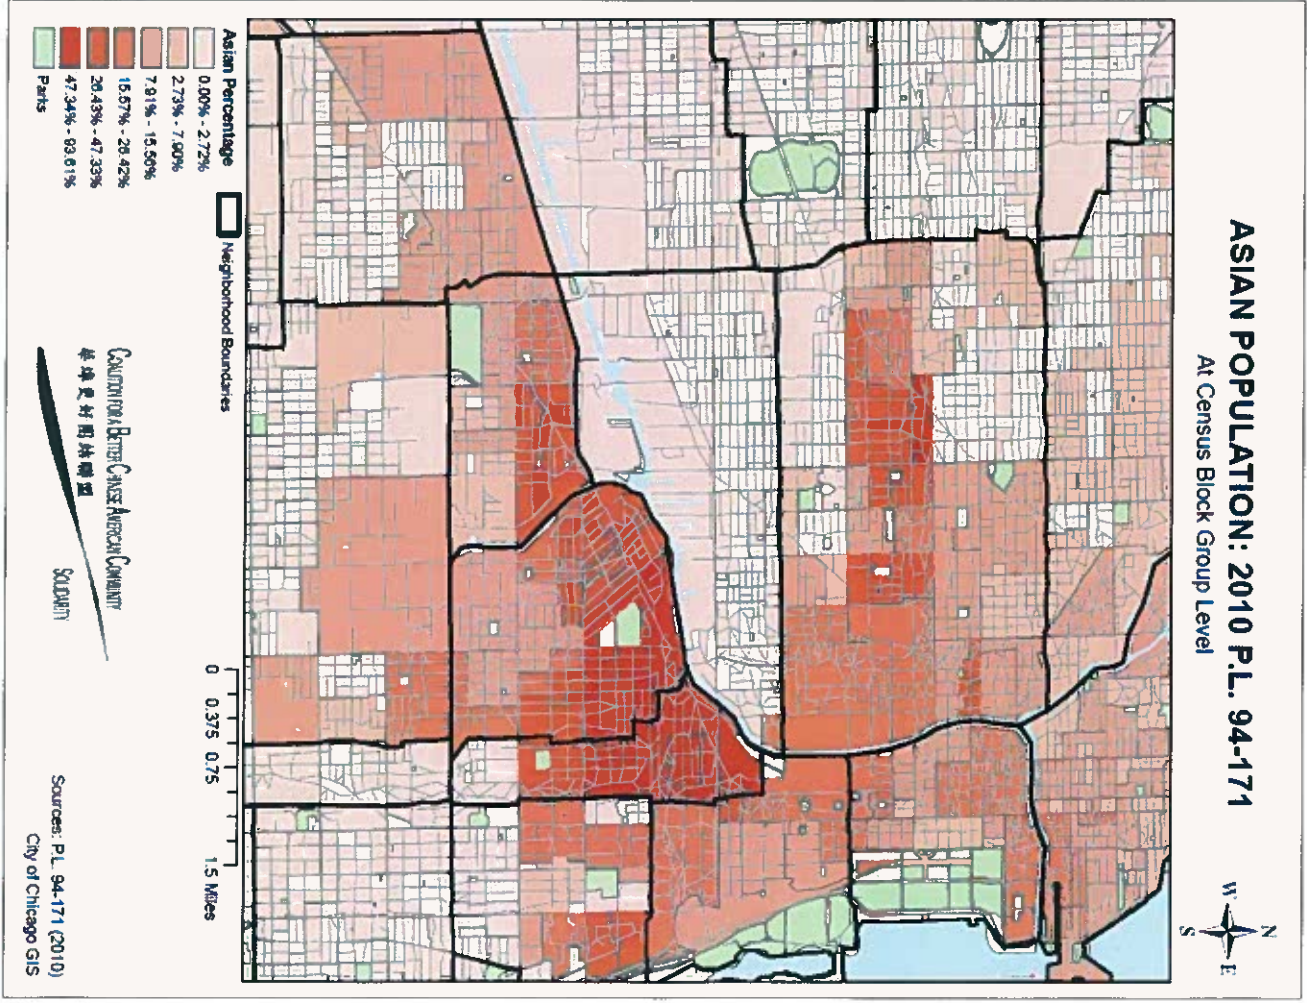 ASIAN POPULATION: 2010 P.L. 94-171
At Census Block Group Level
N
W
E
S
Asian Percentage
0.00% - 2.72%
2.73% - 7.90%
7.91% - 15.56%
15.57% - 26.42%
26.43% - 47.33%
47.34% - 93.61%
Parks
Neighborhood Boundaries
COALITION FOR A BETTER CHINESE AMERICAN COMMUNITY
SOLIDARITY
0 0.375 0.75 1.5 Miles
Sources: P.L. 94-171 (2010)
City of Chicago GIS